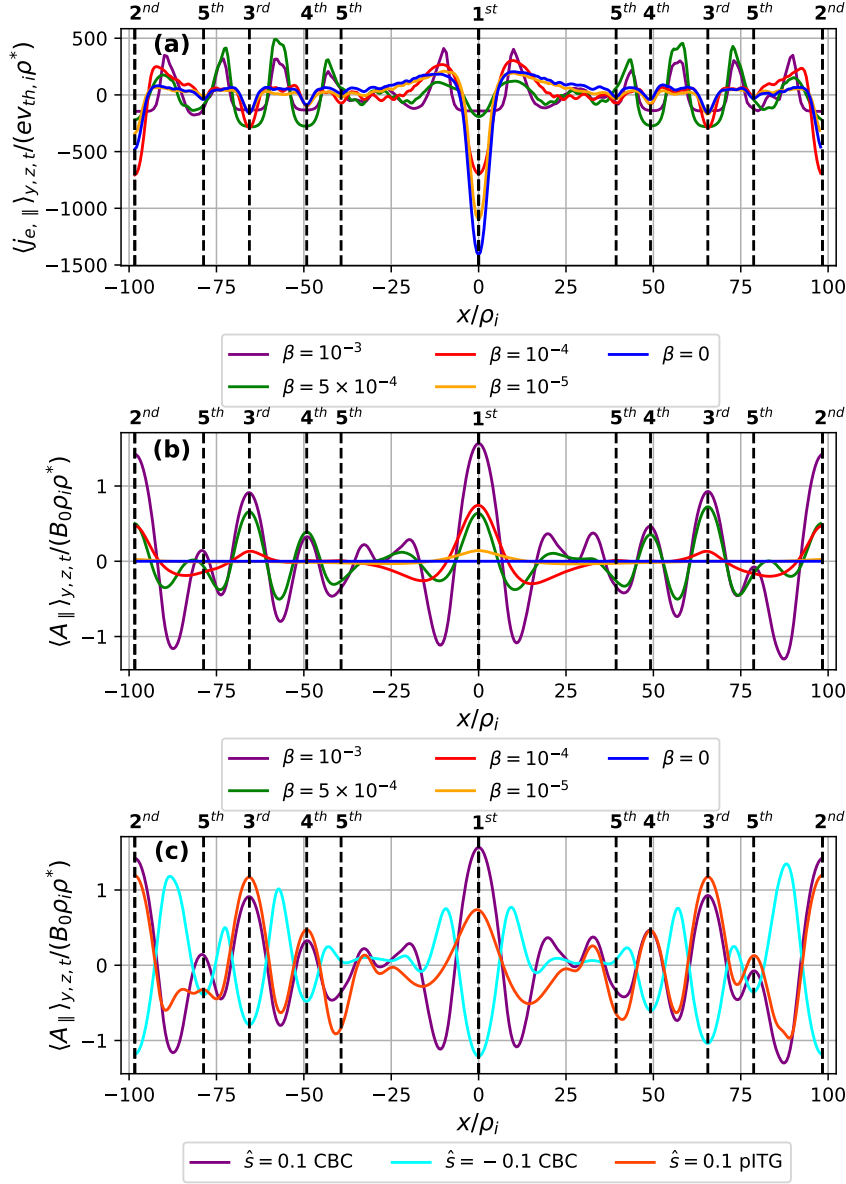 2nd 5th 3rd 4th 5th 1st 5th 4th 3rd 5th 2nd
(a)
500
0
−500
−1000
−1500
⟨j_{e,∥}⟩_{y,z,t}/(ev_{th,i}ρ*)
−100 −75 −50 −25 0 25 50 75 100
x/ρ_i
β = 10^{−3} β = 10^{−4} β = 0
β = 5 × 10^{−4} β = 10^{−5}
2nd 5th 3rd 4th 5th 1st 5th 4th 3rd 5th 2nd
(b)
1
0
−1
⟨A_∥⟩_{y,z,t}/(B_0ρ_iρ*)
−100 −75 −50 −25 0 25 50 75 100
x/ρ_i
β = 10^{−3} β = 10^{−4} β = 0
β = 5 × 10^{−4} β = 10^{−5}
2nd 5th 3rd 4th 5th 1st 5th 4th 3rd 5th 2nd
(c)
1
0
−1
⟨A_∥⟩_{y,z,t}/(B_0ρ_iρ*)
−100 −75 −50 −25 0 25 50 75 100
x/ρ_i
ŝ = 0.1 CBC ŝ = −0.1 CBC ŝ = 0.1 pITG